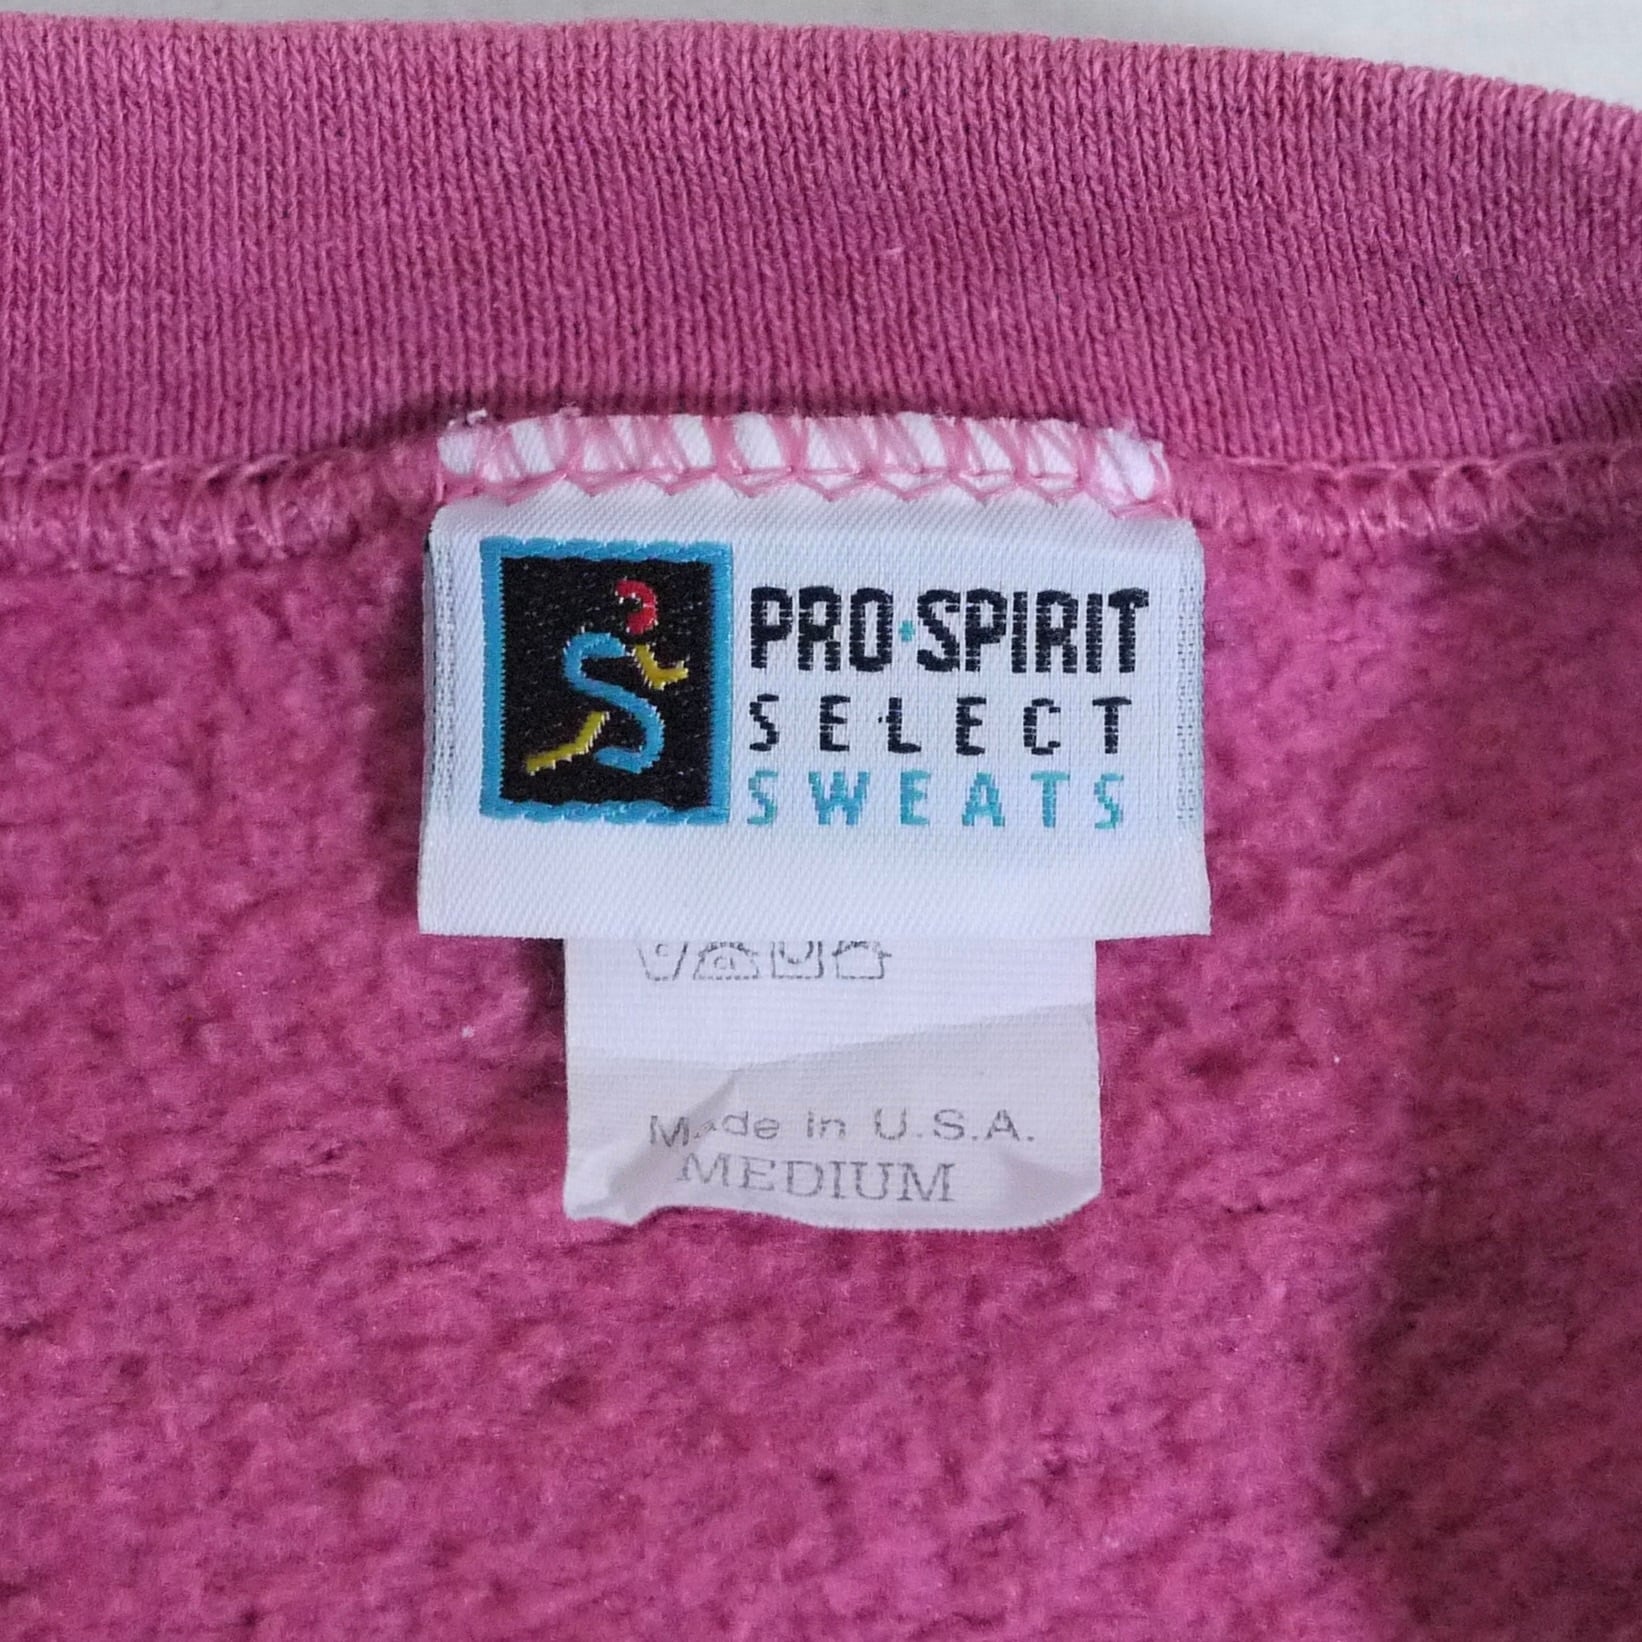 PRO·SPIRIT
SELECT
SWEATS
Made in U.S.A.
MEDIUM